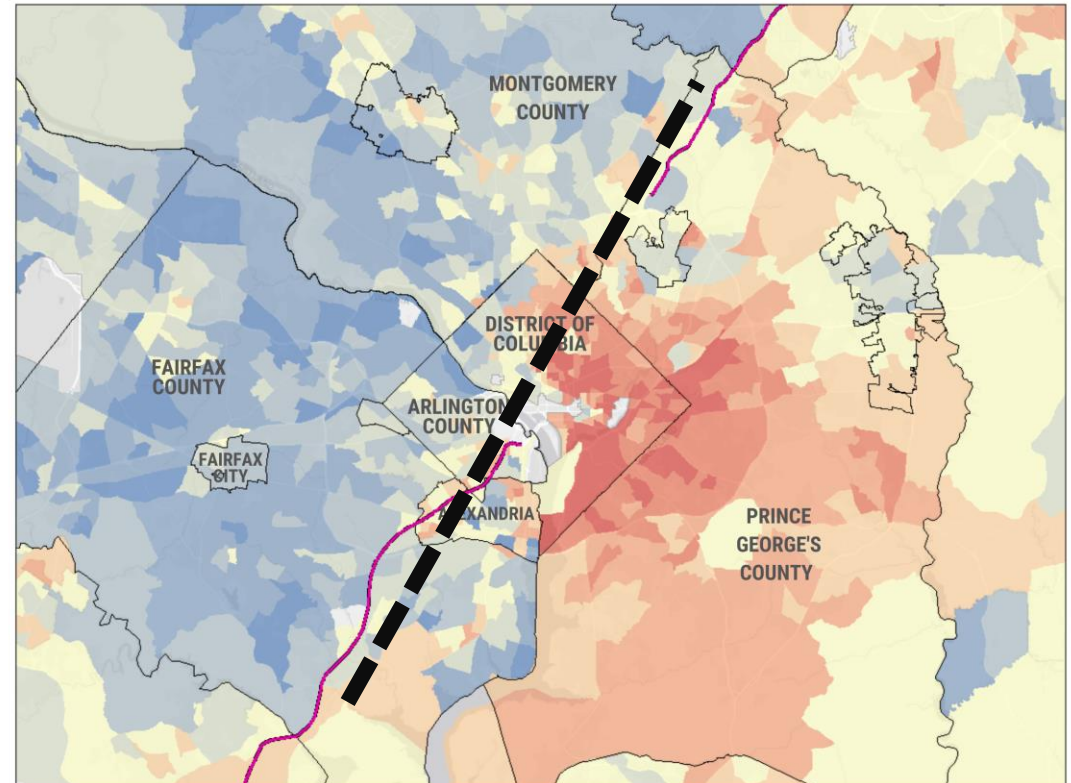 MONTGOMERY
COUNTY
DISTRICT OF
COLUMBIA
FAIRFAX
COUNTY
ARLINGTON
COUNTY
FAIRFAX
CITY
ALEXANDRIA
PRINCE
GEORGE'S
COUNTY